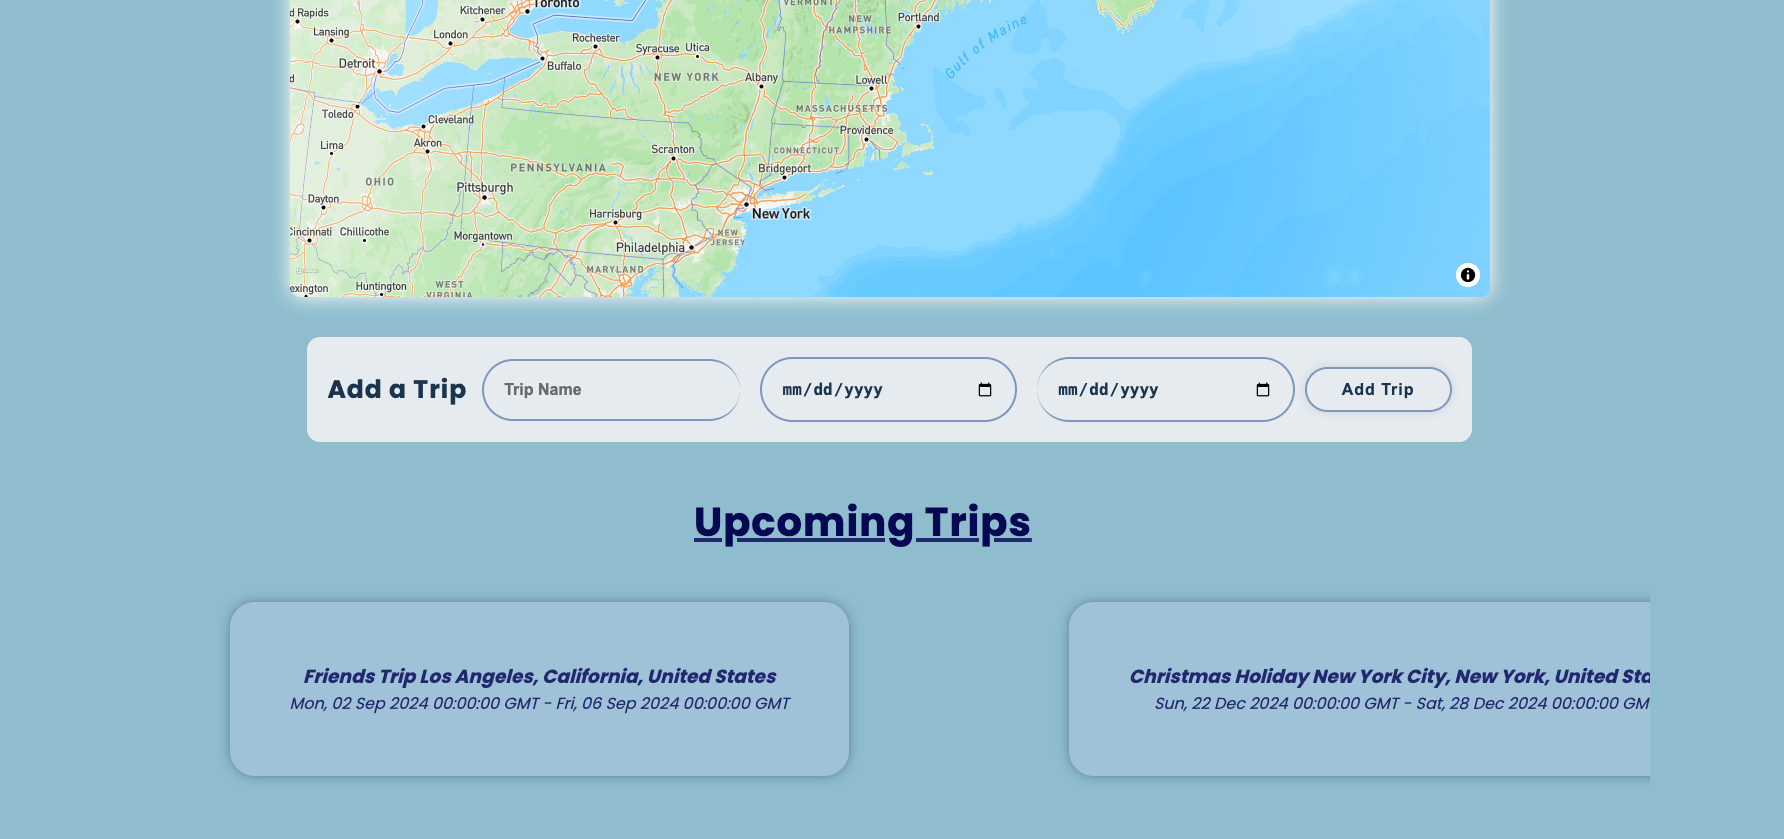 VERMONT
d Rapids
Kitchener
Toronto
NEW
HAMPSHIRE
Portland
Gulf of Maine
Lansing
London
Rochester
Syracuse
Utica
Detroit
Buffalo
d
NEW YORK
Albany
Lowell
Toledo
Cleveland
MASSACHUSETTS
Providence
Lima
Akron
Scranton
CONNECTICUT
PENNSYLVANIA
Bridgeport
OHIO
Pittsburgh
Dayton
Harrisburg
New York
Cincinnati
Chillicothe
Morgantown
Philadelphia
NEW
JERSEY
MARYLAND
exington
Huntington
WEST
VIRGINIA
Add a Trip
Trip Name
mm/dd/yyyy
mm/dd/yyyy
Add Trip
Upcoming Trips
Friends Trip Los Angeles, California, United States
Mon, 02 Sep 2024 00:00:00 GMT - Fri, 06 Sep 2024 00:00:00 GMT
Christmas Holiday New York City, New York, United Sta
Sun, 22 Dec 2024 00:00:00 GMT - Sat, 28 Dec 2024 00:00:00 GM